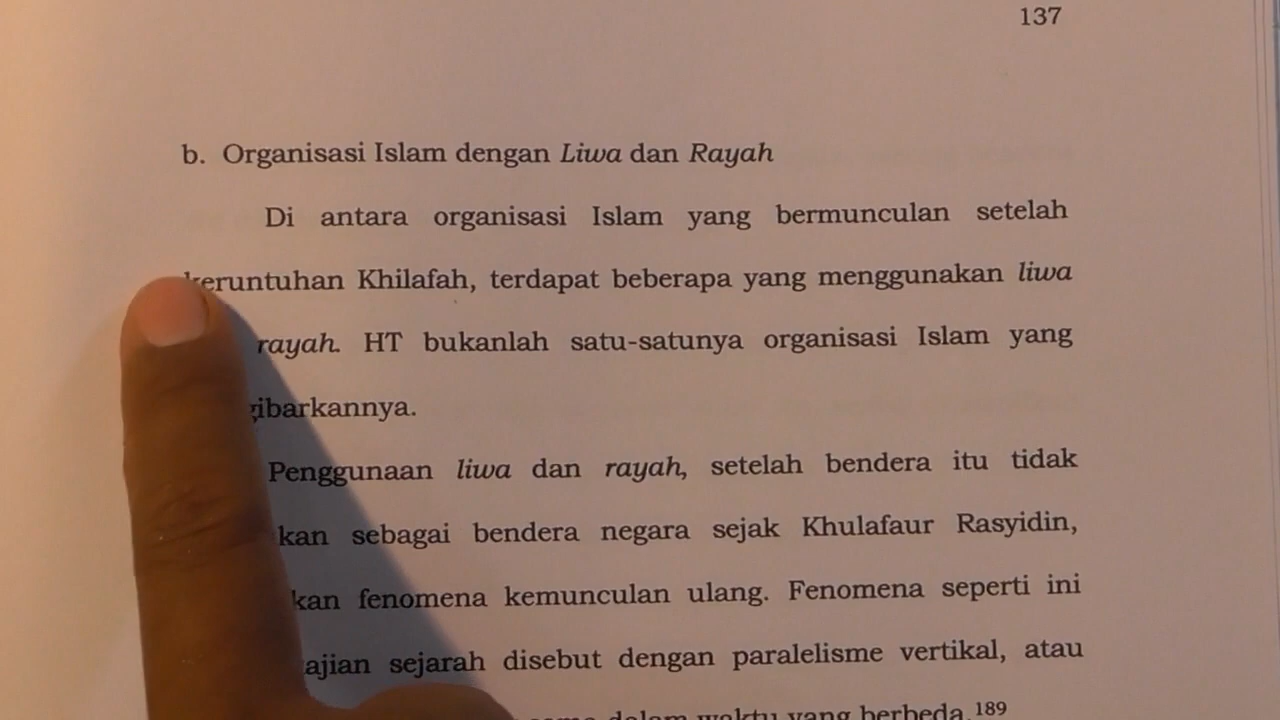 137
b. Organisasi Islam dengan Liwa dan Rayah
Di antara organisasi Islam yang bermunculan setelah
keruntuhan Khilafah, terdapat beberapa yang menggunakan liwa
rayah. HT bukanlah satu-satunya organisasi Islam yang
gibarkannya.
Penggunaan liwa dan rayah, setelah bendera itu tidak
kan sebagai bendera negara sejak Khulafaur Rasyidin,
kan fenomena kemunculan ulang. Fenomena seperti ini
ajian sejarah disebut dengan paralelisme vertikal, atau
dalam waktu yang berbeda.189